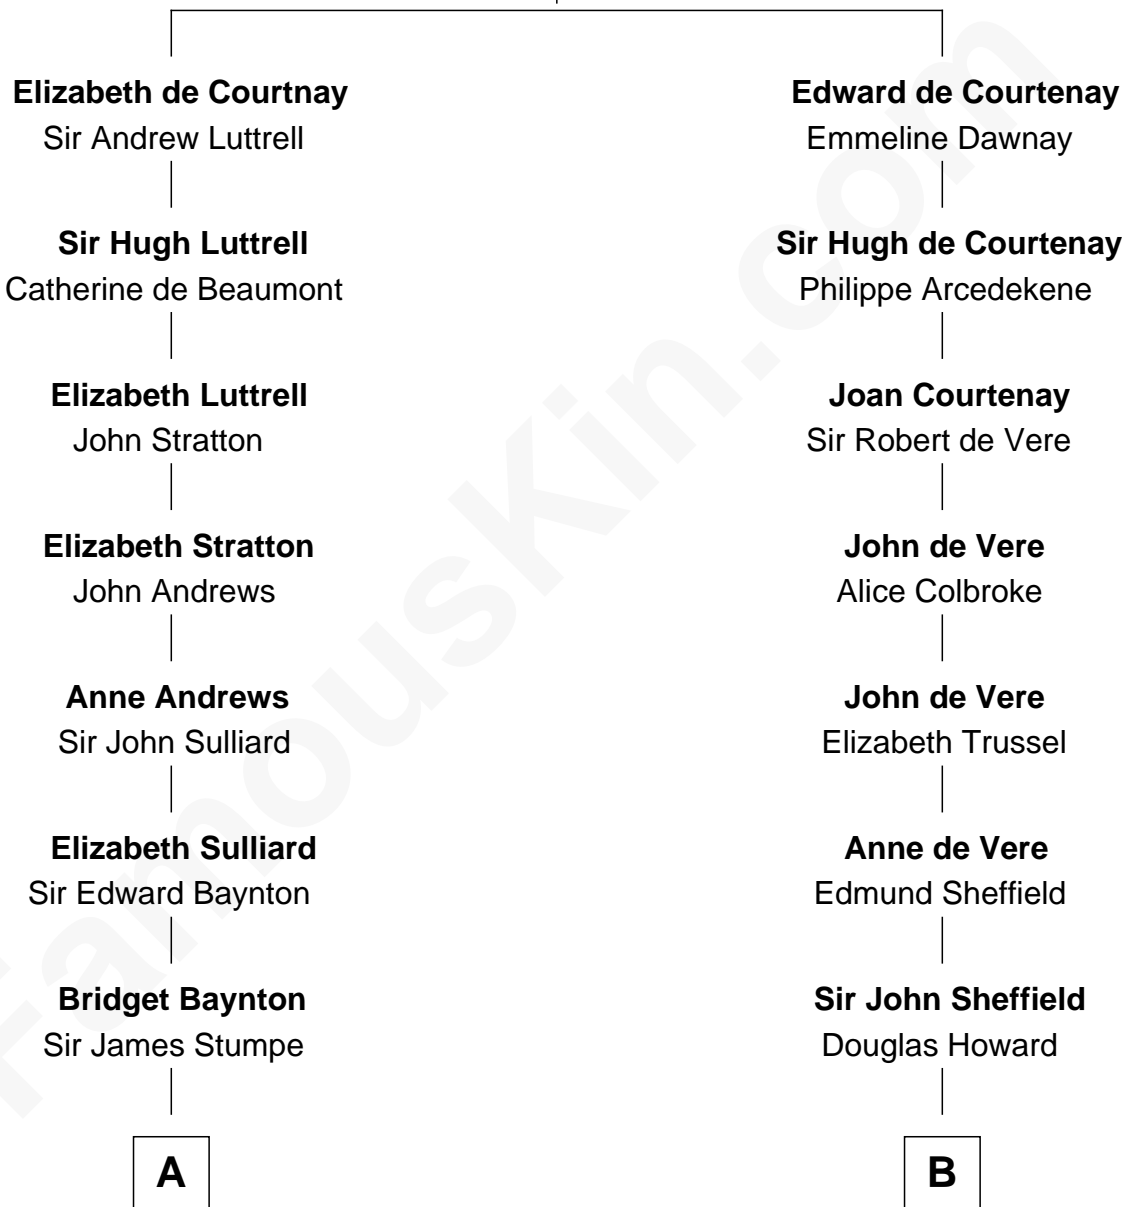 Elizabeth de Courtnay
Sir Andrew Luttrell
Sir Hugh Luttrell
Catherine de Beaumont
Elizabeth Luttrell
John Stratton
Elizabeth Stratton
John Andrews
Anne Andrews
Sir John Sulliard
Elizabeth Sulliard
Sir Edward Baynton
Bridget Baynton
Sir James Stumpe
A
Edward de Courtenay
Emmeline Dawnay
Sir Hugh de Courtenay
Philippe Arcedekene
Joan Courtenay
Sir Robert de Vere
John de Vere
Alice Colbroke
John de Vere
Elizabeth Trussel
Anne de Vere
Edmund Sheffield
Sir John Sheffield
Douglas Howard
B
FamousKin.com